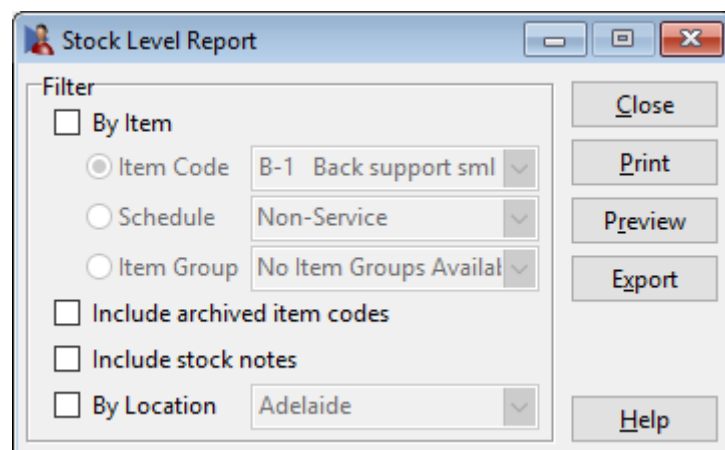 Stock Level Report
Filter
By Item
Item Code B-1 Back support sml
Schedule Non-Service
Item Group No Item Groups Availal
Include archived item codes
Include stock notes
By Location Adelaide
Close
Print
Preview
Export
Help